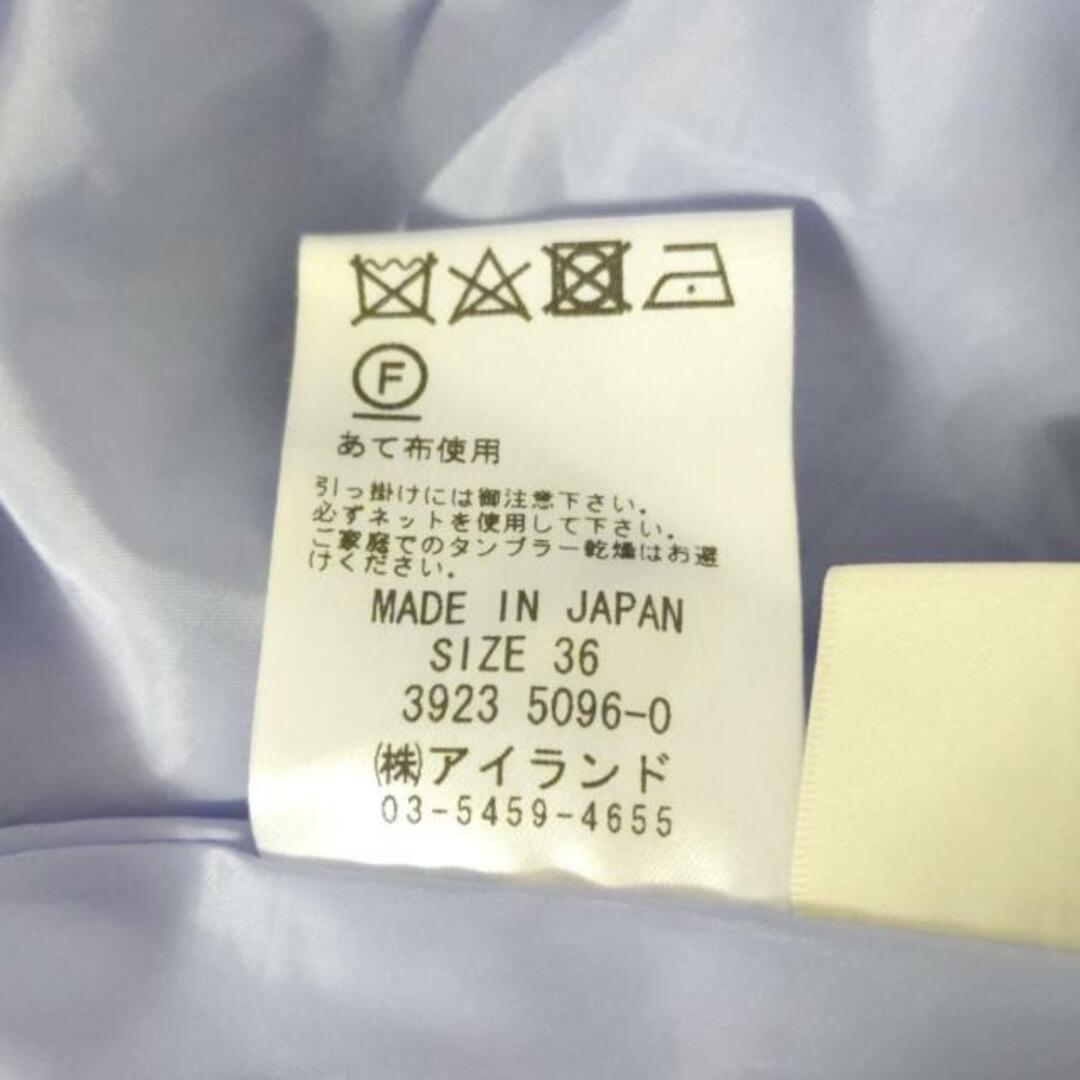 F
あて布使用
引っ掛けには御注意下さい。
必ずネットを使用して下さい。
ご家庭でのタンブラー乾燥はお避
けください。
MADE IN JAPAN
SIZE 36
3923 5096-0
㈱アイランド
03-5459-4655